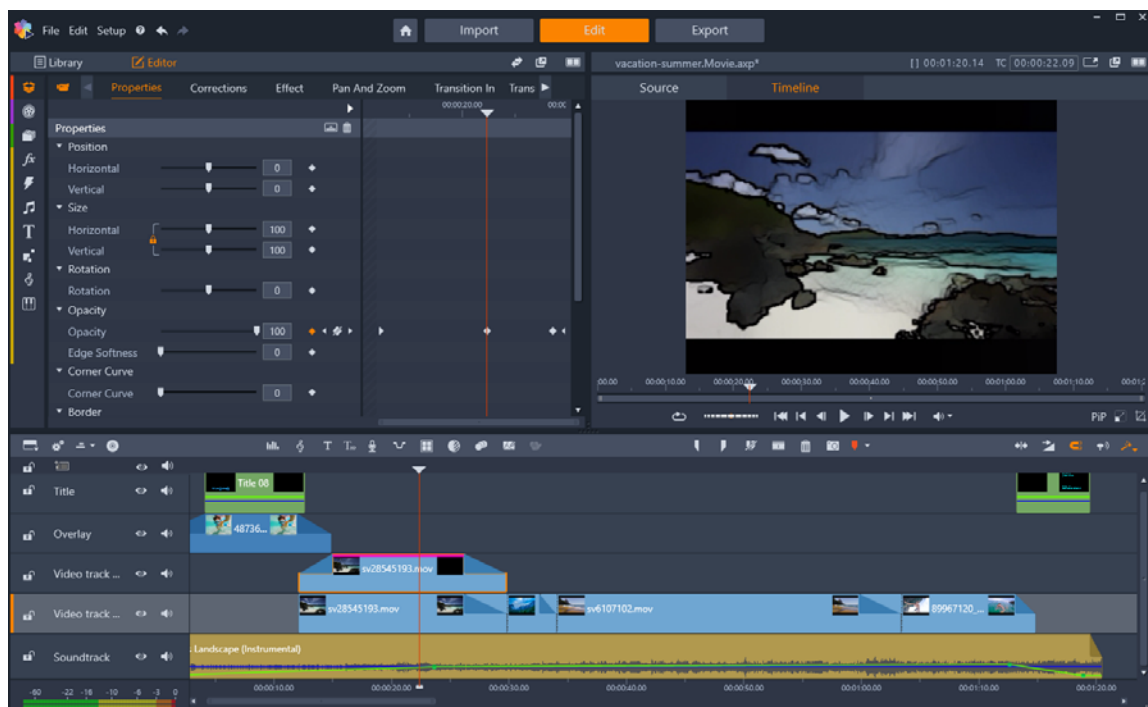 File Edit Setup
Import Edit Export
Library Editor
vacation-summer.Movie.axp*
[] 00:01:20.14 TC 00:00:22.09
Properties Corrections Effect Pan And Zoom Transition In Trans
Source Timeline
00:00:20.00
Properties
Position
Horizontal 0
Vertical 0
Size
Horizontal 100
Vertical 100
Rotation
Rotation 0
Opacity
Opacity 100
Edge Softness 0
Corner Curve
Corner Curve 0
Border
00:00:10.00 00:00:20.00 00:00:30.00 00:00:40.00 00:00:50.00 00:01:00.00 00:01:10.00
PiP
Title Title 08
Overlay 48736...
Video track ... sv28545193.mov
Video track ... sv28545193.mov sv6107102.mov 89967120_...
Soundtrack Landscape (Instrumental)
-60 -22 -16 -10 -6 -3 0
00:00:10.00 00:00:20.00 00:00:30.00 00:00:40.00 00:00:50.00 00:01:00.00 00:01:10.00 00:01:20.00